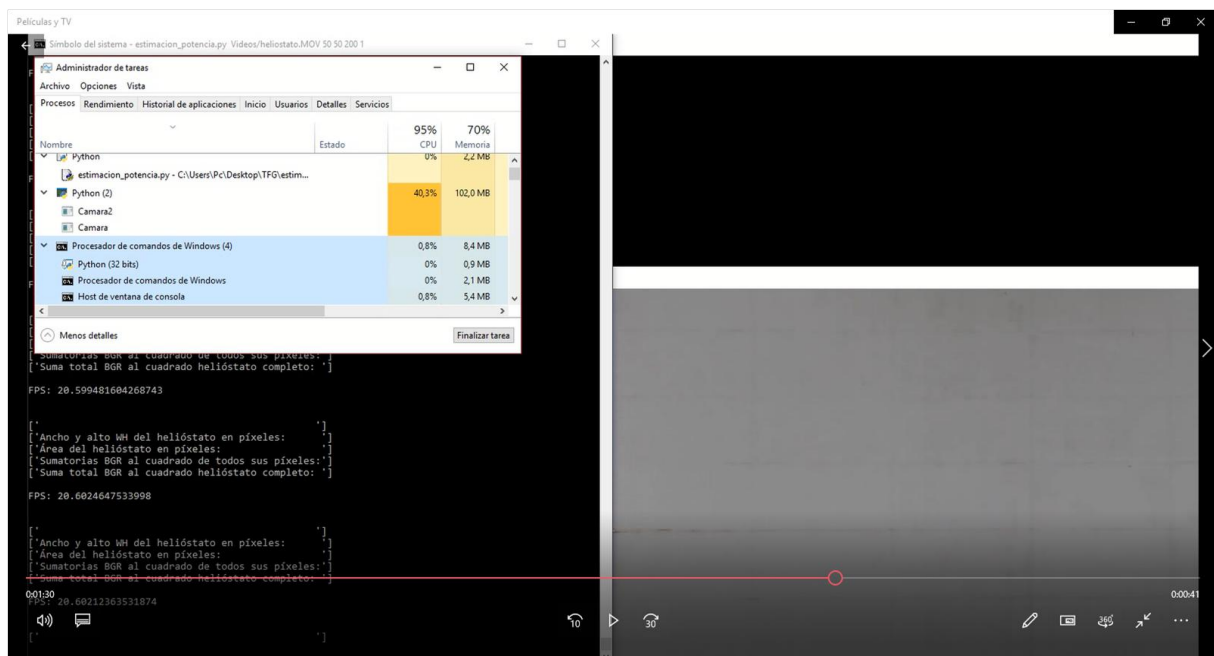 Películas y TV
Símbolo del sistema - estimacion_potencia.py Videos/heliostato.MOV 50 50 200 1
Administrador de tareas
Archivo Opciones Vista
Procesos Rendimiento Historial de aplicaciones Inicio Usuarios Detalles Servicios
95% 70%
Nombre Estado CPU Memoria
Python 0% 2,2 MB
estimacion_potencia.py - C:\Users\Pc\Desktop\TFG\estim...
Python (2) 40,3% 102,0 MB
Camara2
Camara
Procesador de comandos de Windows (4) 0,8% 8,4 MB
Python (32 bits) 0% 0,9 MB
Procesador de comandos de Windows 0% 2,1 MB
Host de ventana de consola 0,8% 5,4 MB
Menos detalles Finalizar tarea
['Sumatorias BGR al cuadrado de todos sus píxeles:']
['Suma total BGR al cuadrado helióstato completo: ']
FPS: 20.599481604268743
[' ']
['Ancho y alto WH del helióstato en píxeles: ']
['Área del helióstato en píxeles: ']
['Sumatorias BGR al cuadrado de todos sus píxeles:']
['Suma total BGR al cuadrado helióstato completo: ']
FPS: 20.6024647533998
[' ']
['Ancho y alto WH del helióstato en píxeles: ']
['Área del helióstato en píxeles: ']
['Sumatorias BGR al cuadrado de todos sus píxeles:']
['Suma total BGR al cuadrado helióstato completo: ']
0:01:30 0:00:41
FPS: 20.60212363531874
10 30 360
[' ']